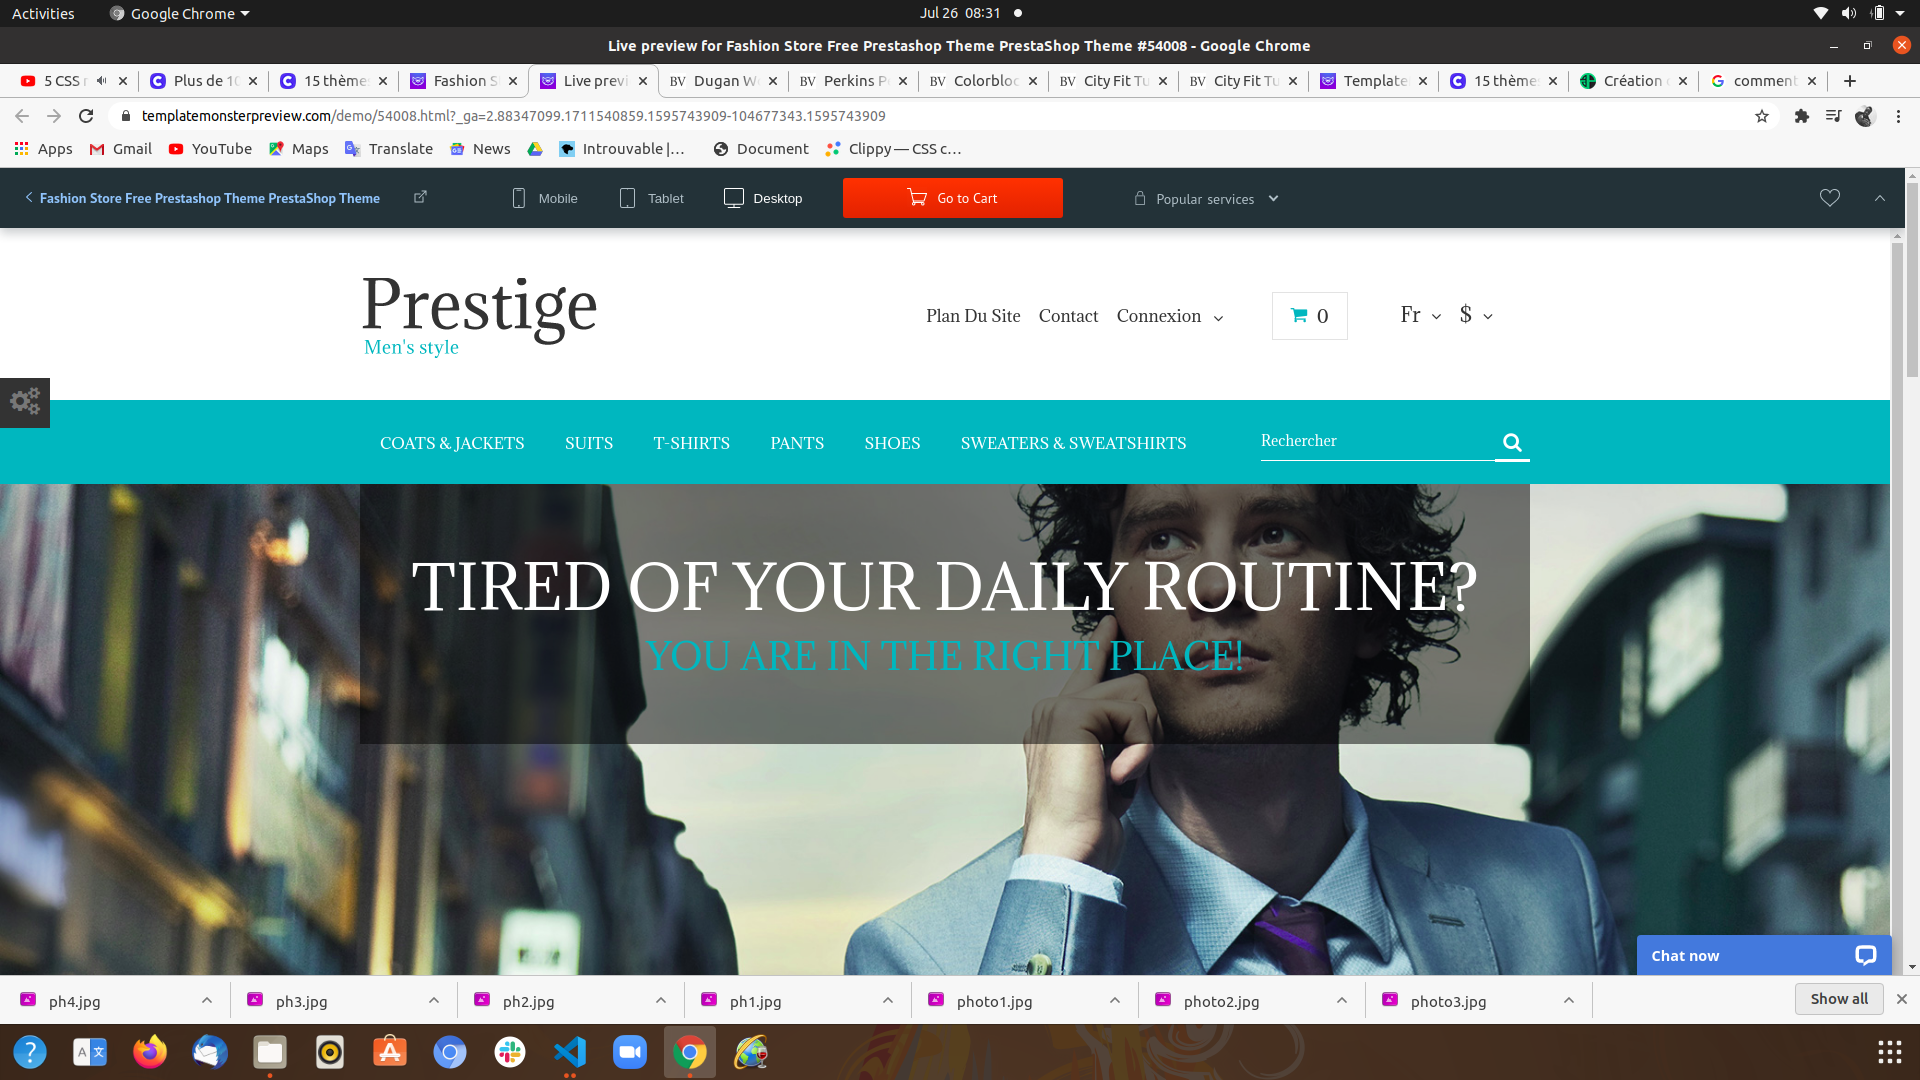 Activities
Google Chrome
Jul 26 08:31
Live preview for Fashion Store Free Prestashop Theme PrestaShop Theme #54008 - Google Chrome
5 CSS
Plus de 10
15 thème
Fashion S
Live previ
Dugan W
Perkins P
Colorbloc
City Fit Tu
City Fit Tu
Template
15 thème
Création
comment
templatemonsterpreview.com/demo/54008.html?_ga=2.88347099.1711540859.1595743909-104677343.1595743909
Apps
Gmail
YouTube
Maps
Translate
News
Introuvable |...
Document
Clippy — CSS c...
Fashion Store Free Prestashop Theme PrestaShop Theme
Mobile
Tablet
Desktop
Go to Cart
Popular services
Prestige
Men's style
Plan Du Site
Contact
Connexion
0
Fr
$
COATS & JACKETS
SUITS
T-SHIRTS
PANTS
SHOES
SWEATERS & SWEATSHIRTS
Rechercher
TIRED OF YOUR DAILY ROUTINE?
YOU ARE IN THE RIGHT PLACE!
Chat now
ph4.jpg
ph3.jpg
ph2.jpg
ph1.jpg
photo1.jpg
photo2.jpg
photo3.jpg
Show all